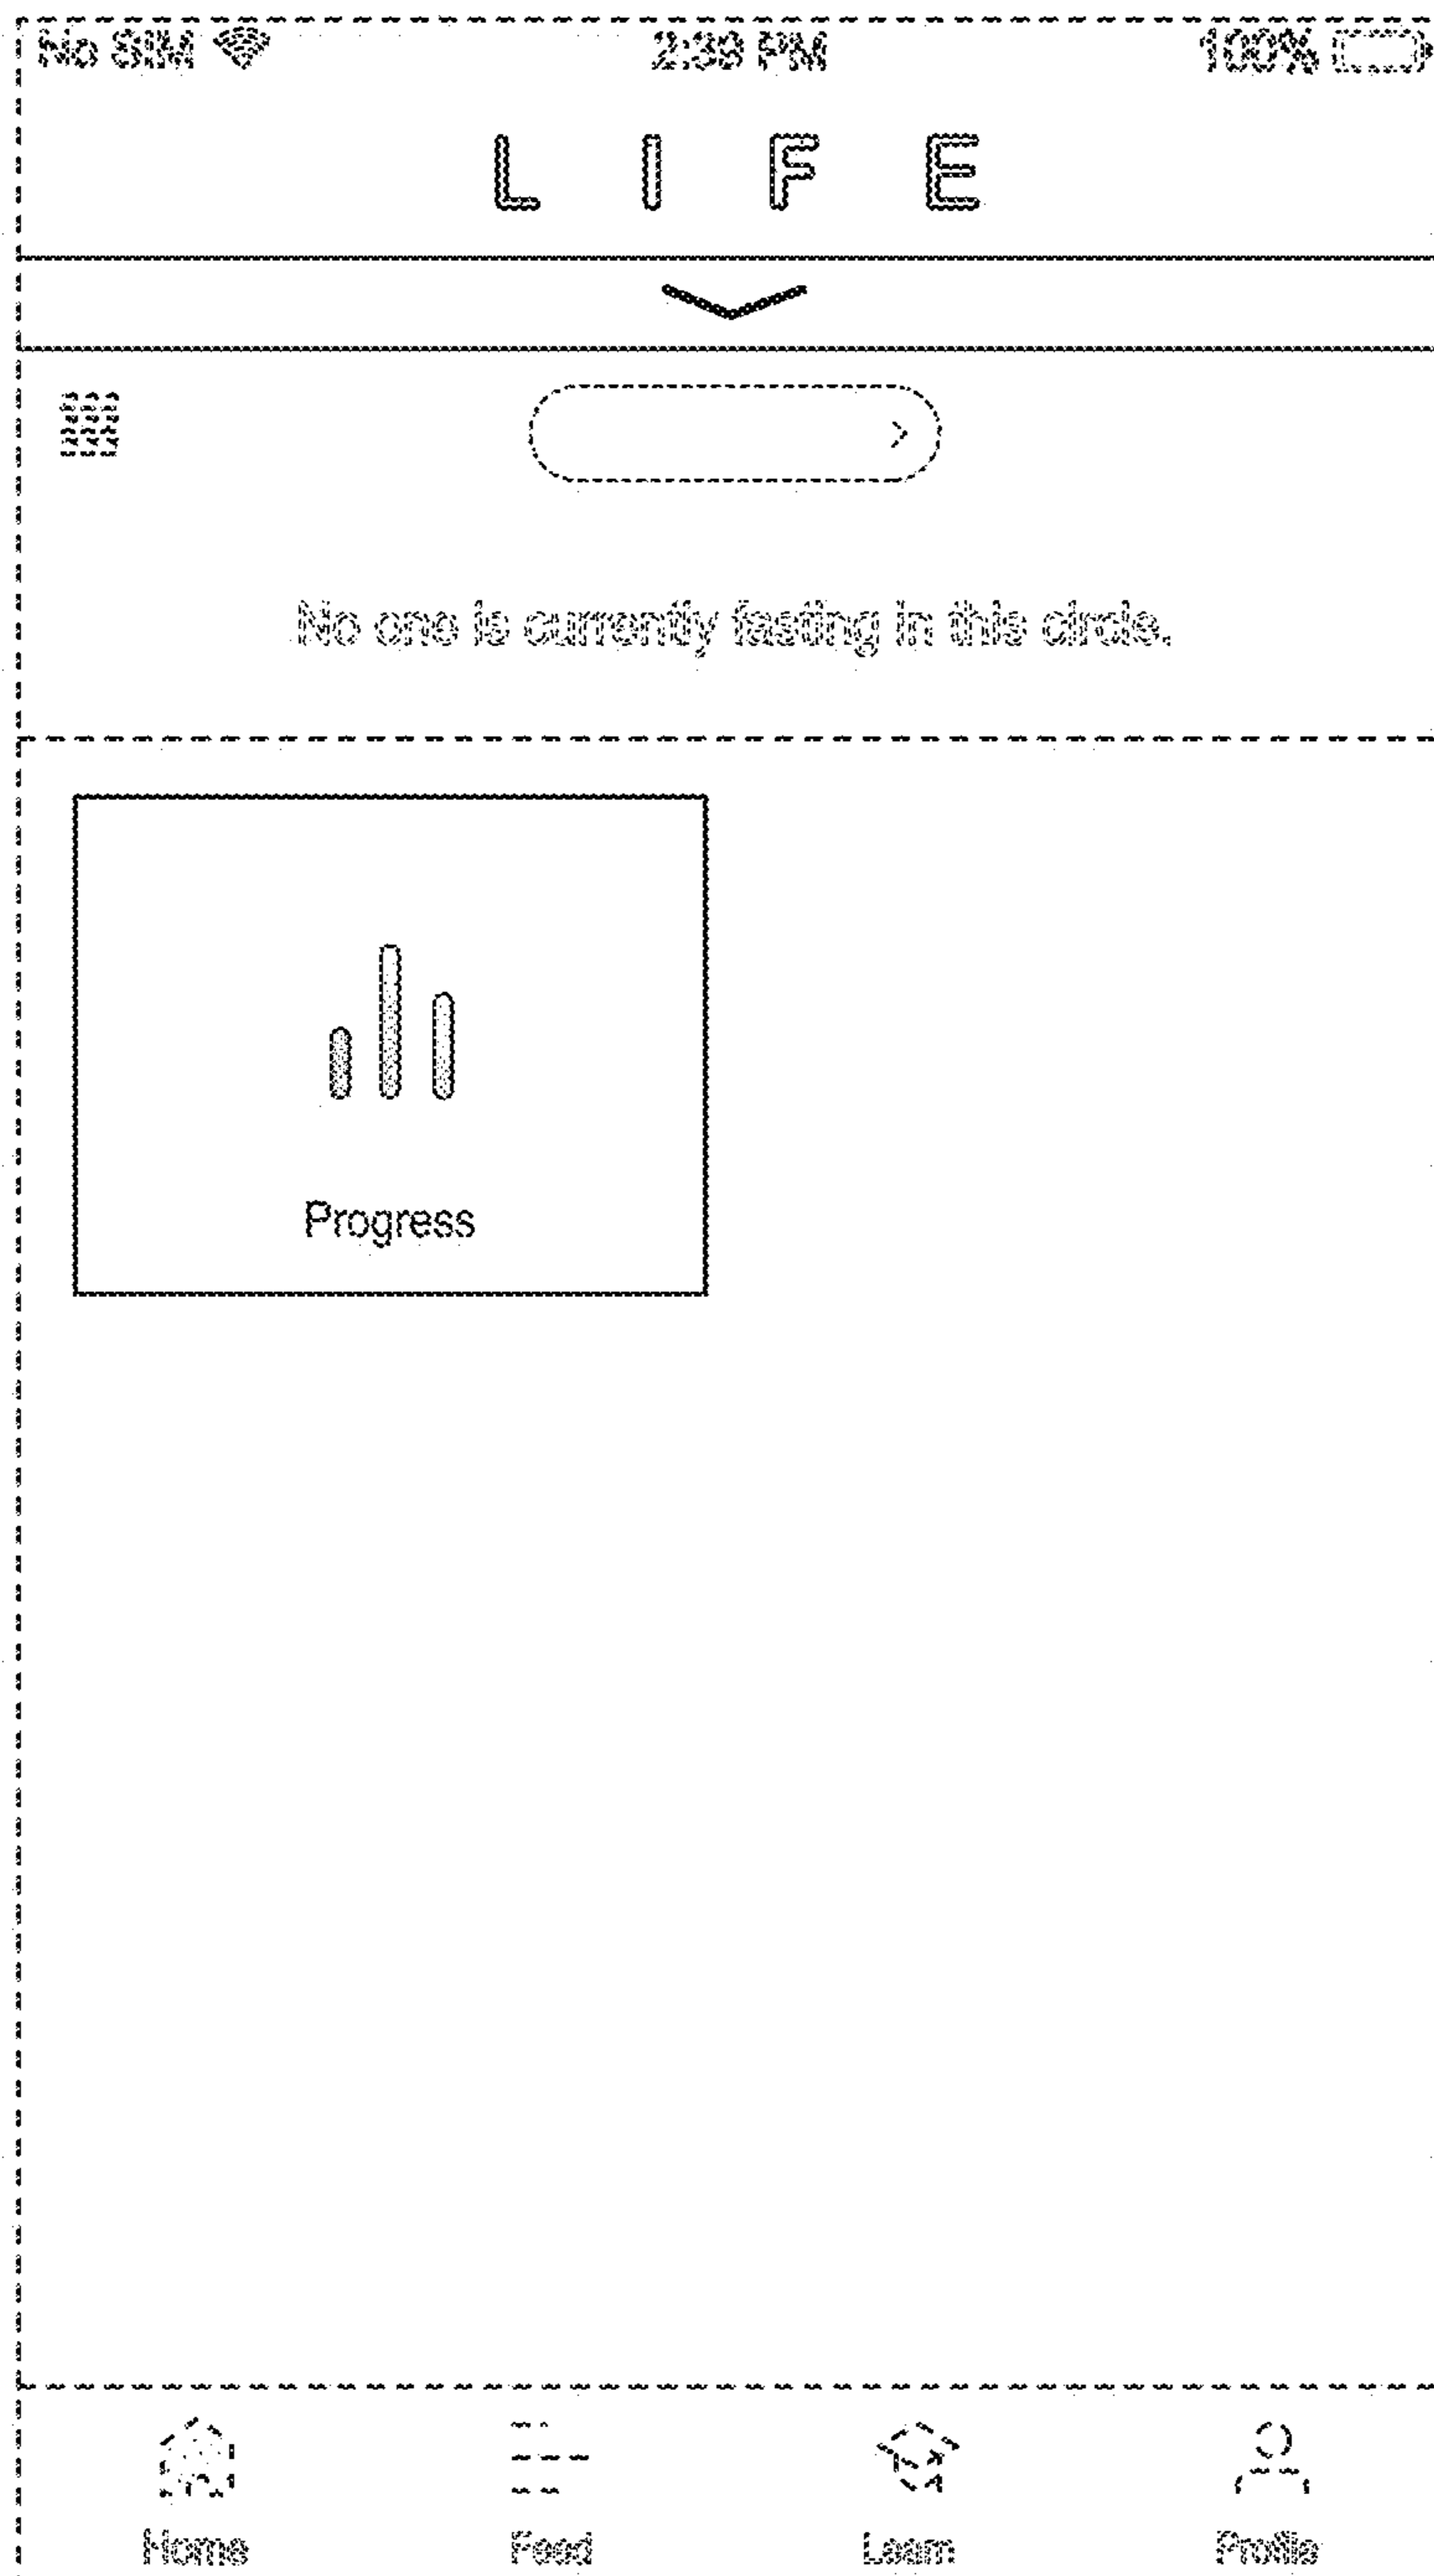 No SIM 2:39 PM 100%
L I F E
No one is currently fasting in this circle.
Progress
Home Feed Learn Profile